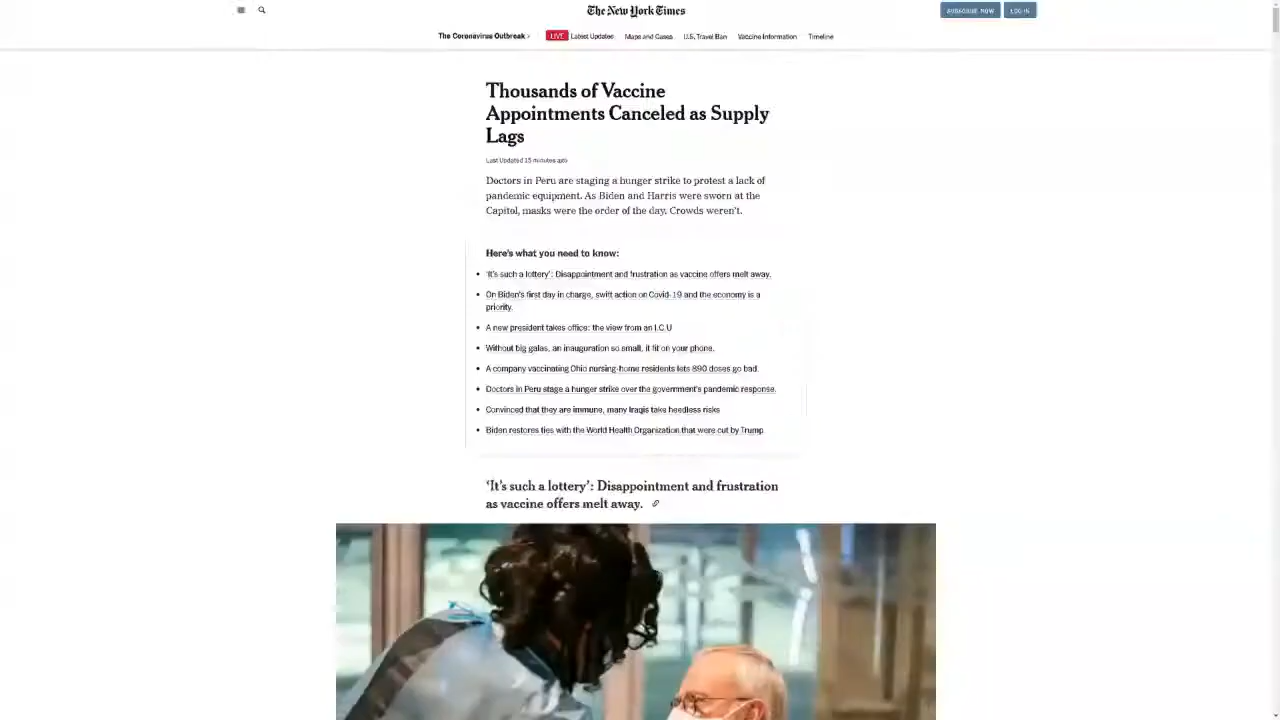 The New York Times
SUBSCRIBE NOW
LOG IN
The Coronavirus Outbreak ›
LIVE Latest Updates
Maps and Cases
U.S. Travel Ban
Vaccine Information
Timeline
Thousands of Vaccine
Appointments Canceled as Supply
Lags
Last Updated 15 minutes ago
Doctors in Peru are staging a hunger strike to protest a lack of
pandemic equipment. As Biden and Harris were sworn at the
Capitol, masks were the order of the day. Crowds weren't.
Here's what you need to know:
• 'It's such a lottery': Disappointment and frustration as vaccine offers melt away.
• On Biden's first day in charge, swift action on Covid-19 and the economy is a
priority.
• A new president takes office: the view from an I.C.U
• Without big galas, an inauguration so small, it fit on your phone.
• A company vaccinating Ohio nursing-home residents lets 890 doses go bad.
• Doctors in Peru stage a hunger strike over the government's pandemic response.
• Convinced that they are immune, many Iraqis take heedless risks
• Biden restores ties with the World Health Organization that were cut by Trump
'It's such a lottery': Disappointment and frustration
as vaccine offers melt away.